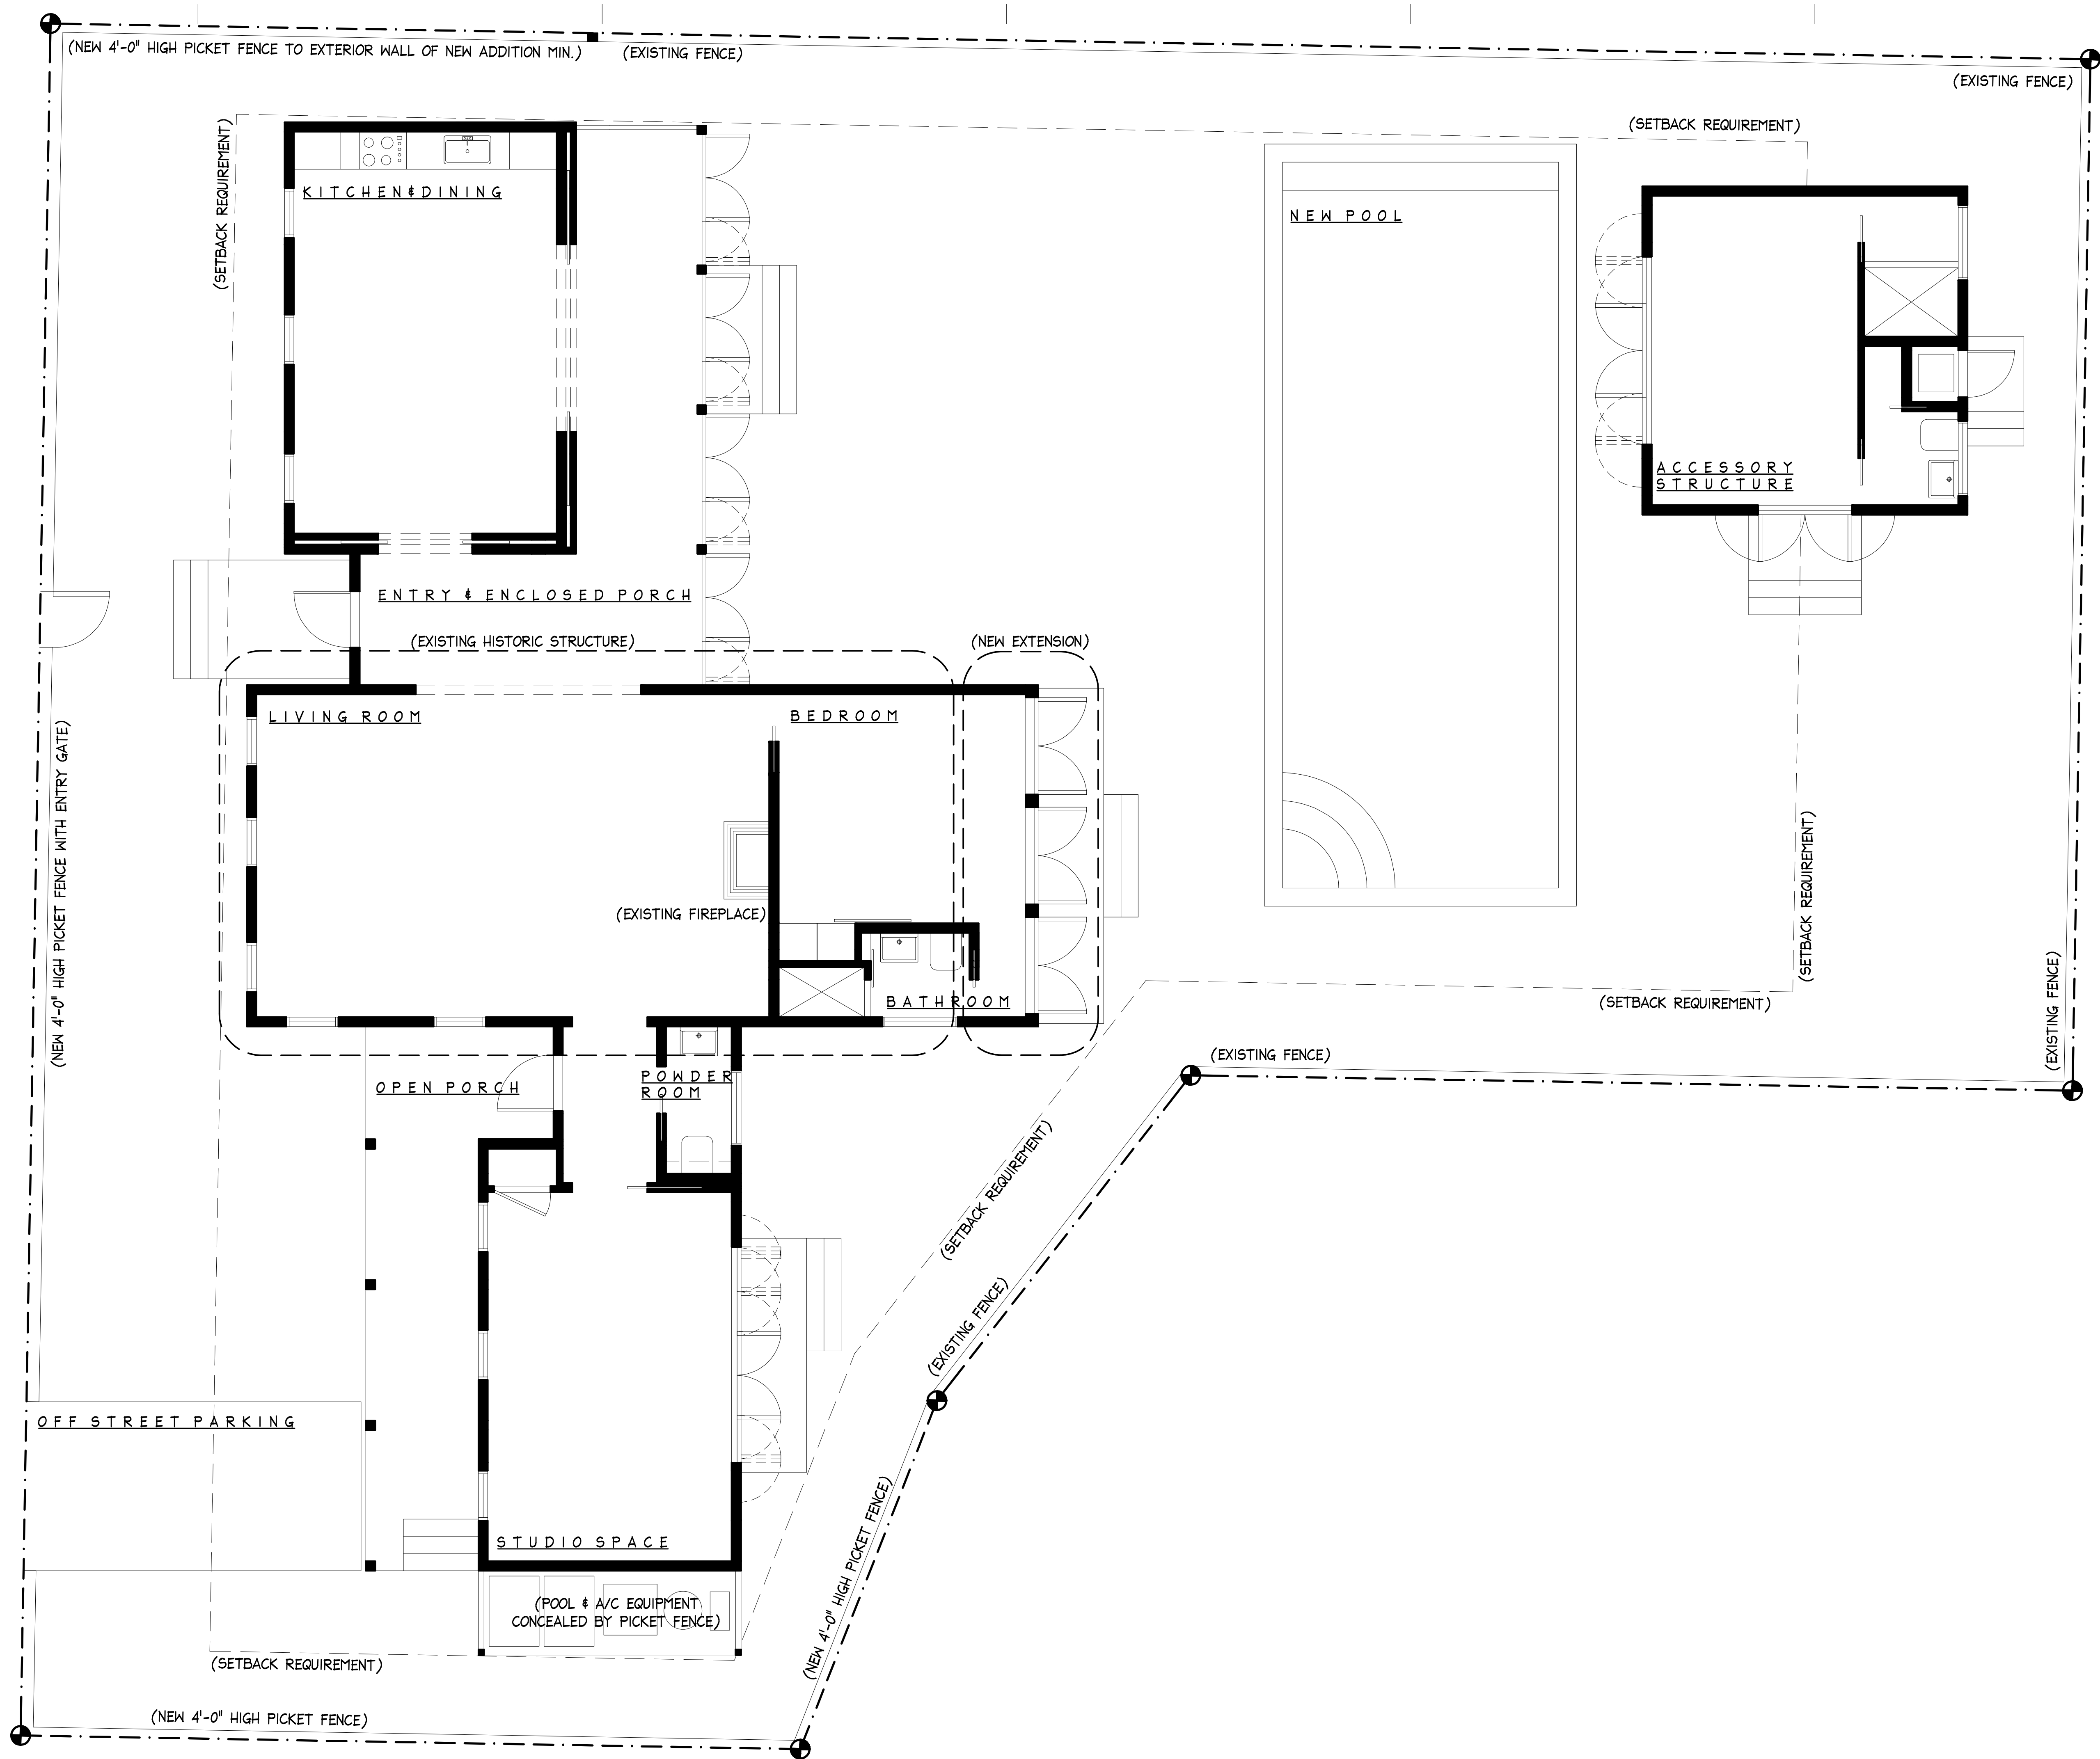 (NEW 4'-0" HIGH PICKET FENCE TO EXTERIOR WALL OF NEW ADDITION MIN.)
(EXISTING FENCE)
(EXISTING FENCE)
(SETBACK REQUIREMENT)
(SETBACK REQUIREMENT)
KITCHEN & DINING
NEW POOL
ACCESSORY
STRUCTURE
ENTRY & ENCLOSED PORCH
(EXISTING HISTORIC STRUCTURE)
(NEW EXTENSION)
LIVING ROOM
BEDROOM
(NEW 4'-0" HIGH PICKET FENCE WITH ENTRY GATE)
(EXISTING FIREPLACE)
(SETBACK REQUIREMENT)
BATHROOM
(SETBACK REQUIREMENT)
(EXISTING FENCE)
(EXISTING FENCE)
OPEN PORCH
POWDER
ROOM
(SETBACK REQUIREMENT)
(EXISTING FENCE)
OFF STREET PARKING
STUDIO SPACE
(NEW 4'-0" HIGH PICKET FENCE)
(POOL & A/C EQUIPMENT
CONCEALED BY PICKET FENCE)
(SETBACK REQUIREMENT)
(NEW 4'-0" HIGH PICKET FENCE)